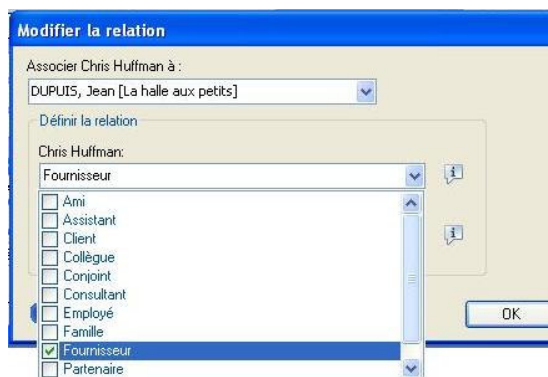 Modifier la relation
Associer Chris Huffman à :
DUPUIS, Jean [La halle aux petits]
Définir la relation
Chris Huffman:
Fournisseur
Ami
Assistant
Client
Collègue
Conjoint
Consultant
Employé
Famille
Fournisseur
Partenaire
OK